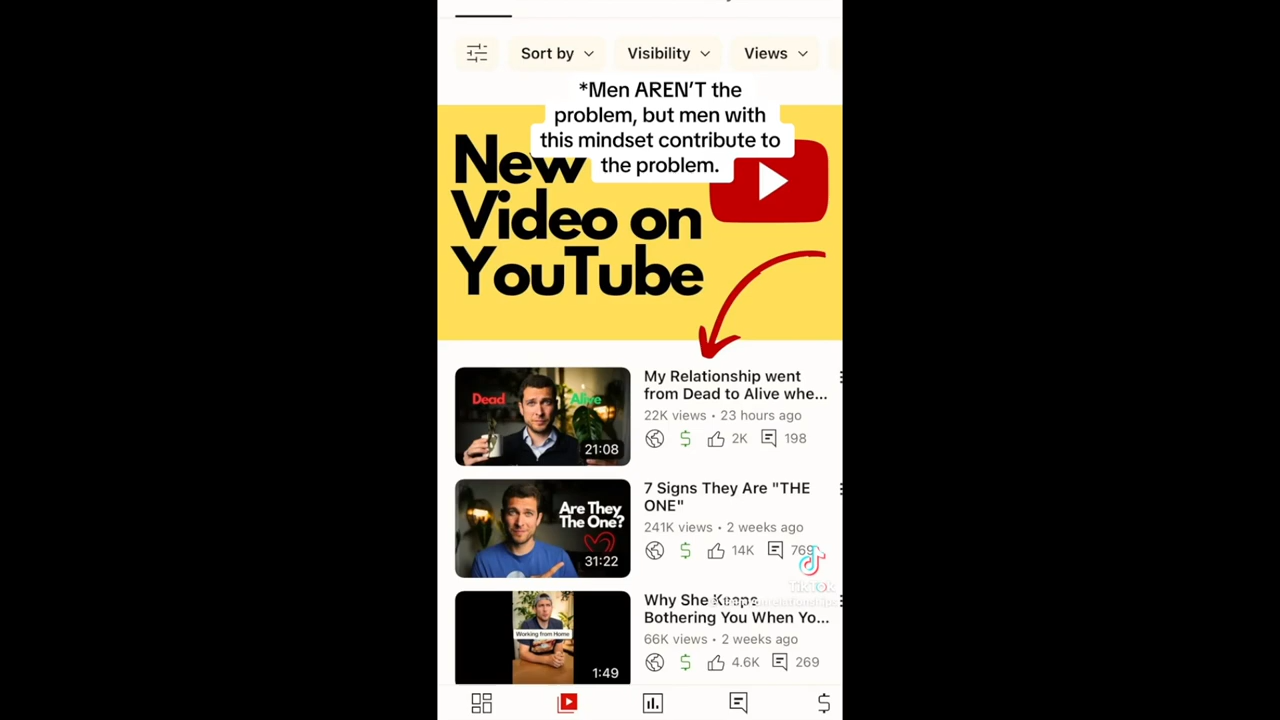 Sort by
Visibility
Views
*Men AREN'T the
problem, but men with
this mindset contribute to
the problem.
New
Video on
YouTube
Dead
Alive
21:08
My Relationship went
from Dead to Alive whe...
22K views • 23 hours ago
2K
198
Are They
The One?
31:22
7 Signs They Are "THE
ONE"
241K views • 2 weeks ago
14K
769
TikTok
Working from Home
1:49
Why She Keeps
Bothering You When Yo...
66K views • 2 weeks ago
4.6K
269